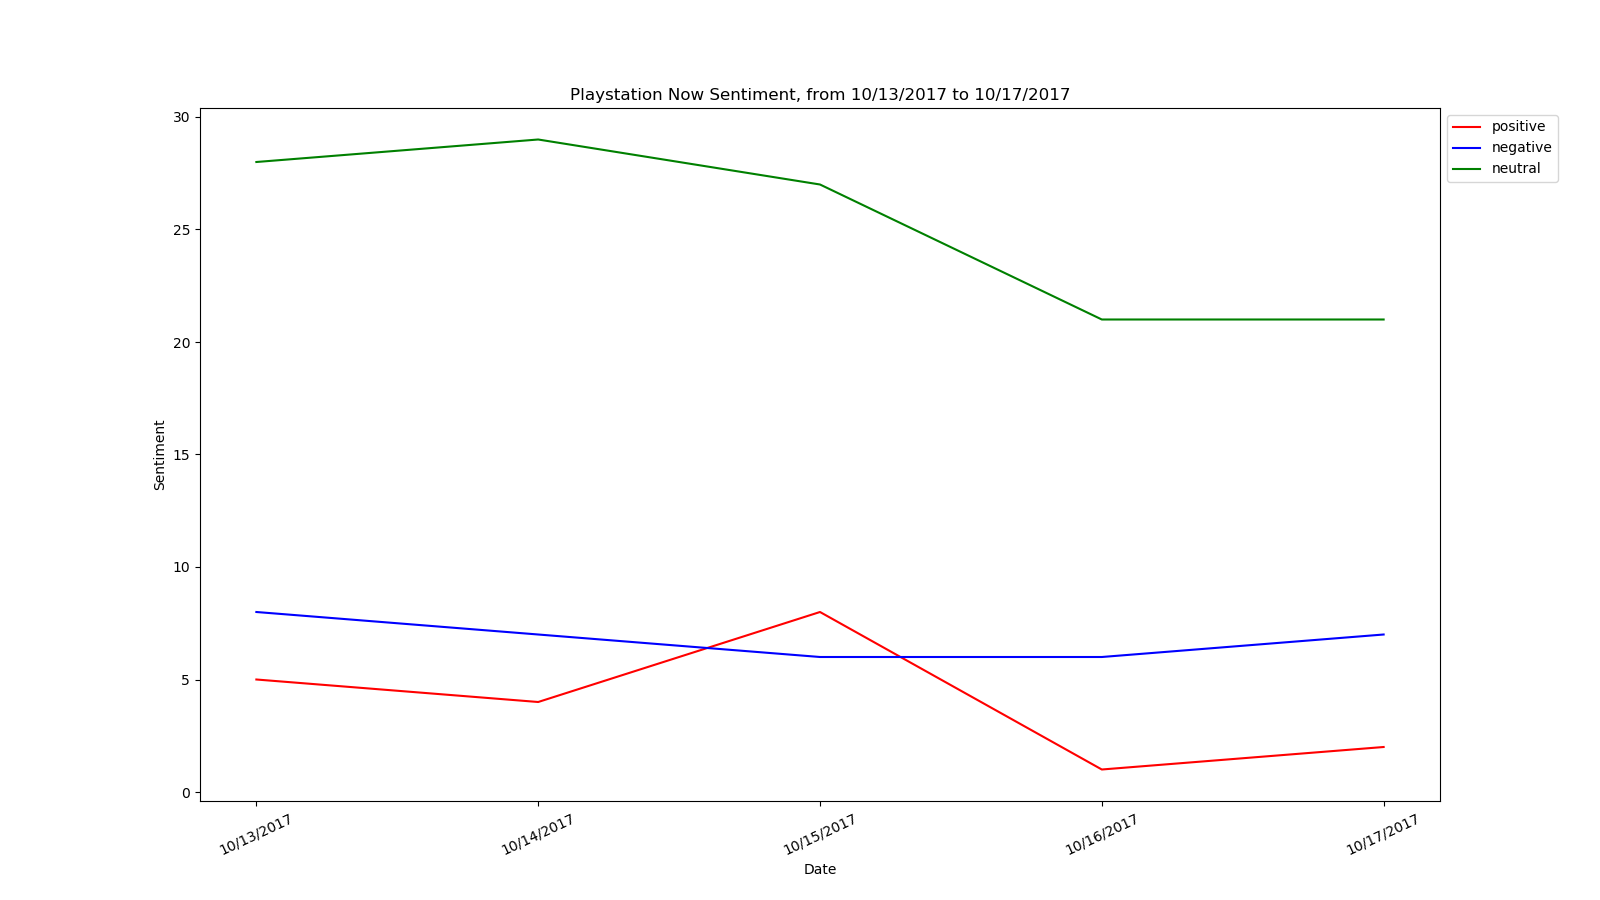 Playstation Now Sentiment, from 10/13/2017 to 10/17/2017
30
25
20
15
10
5
0
Sentiment
10/13/2017
10/14/2017
10/15/2017
10/16/2017
10/17/2017
Date
positive
negative
neutral